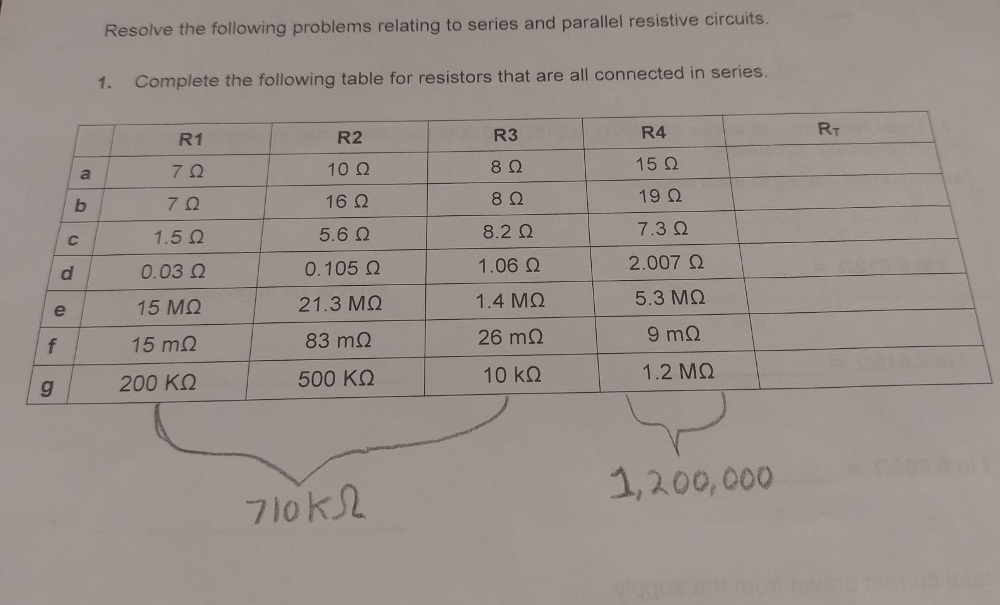 Resolve the following problems relating to series and parallel resistive circuits.
1. Complete the following table for resistors that are all connected in series.
R1 R2 R3 R4 RT
a 7 Ω 10 Ω 8 Ω 15 Ω
b 7 Ω 16 Ω 8 Ω 19 Ω
c 1.5 Ω 5.6 Ω 8.2 Ω 7.3 Ω
d 0.03 Ω 0.105 Ω 1.06 Ω 2.007 Ω
e 15 MΩ 21.3 MΩ 1.4 MΩ 5.3 MΩ
f 15 mΩ 83 mΩ 26 mΩ 9 mΩ
g 200 KΩ 500 KΩ 10 kΩ 1.2 MΩ
710KΩ 1,200,000